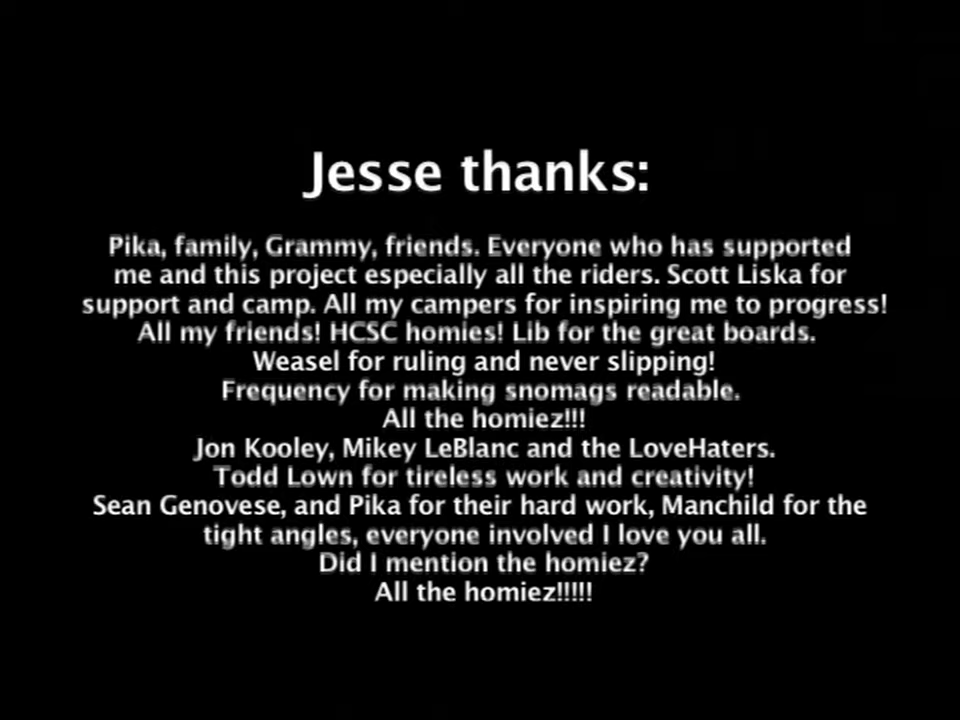 Jesse thanks:
Pika, family, Grammy, friends. Everyone who has supported
me and this project especially all the riders. Scott Liska for
support and camp. All my campers for inspiring me to progress!
All my friends! HCSC homies! Lib for the great boards.
Weasel for ruling and never slipping!
Frequency for making snomags readable.
All the homiez!!!
Jon Kooley, Mikey LeBlanc and the LoveHaters.
Todd Lown for tireless work and creativity!
Sean Genovese, and Pika for their hard work, Manchild for the
tight angles, everyone involved I love you all.
Did I mention the homiez?
All the homiez!!!!!